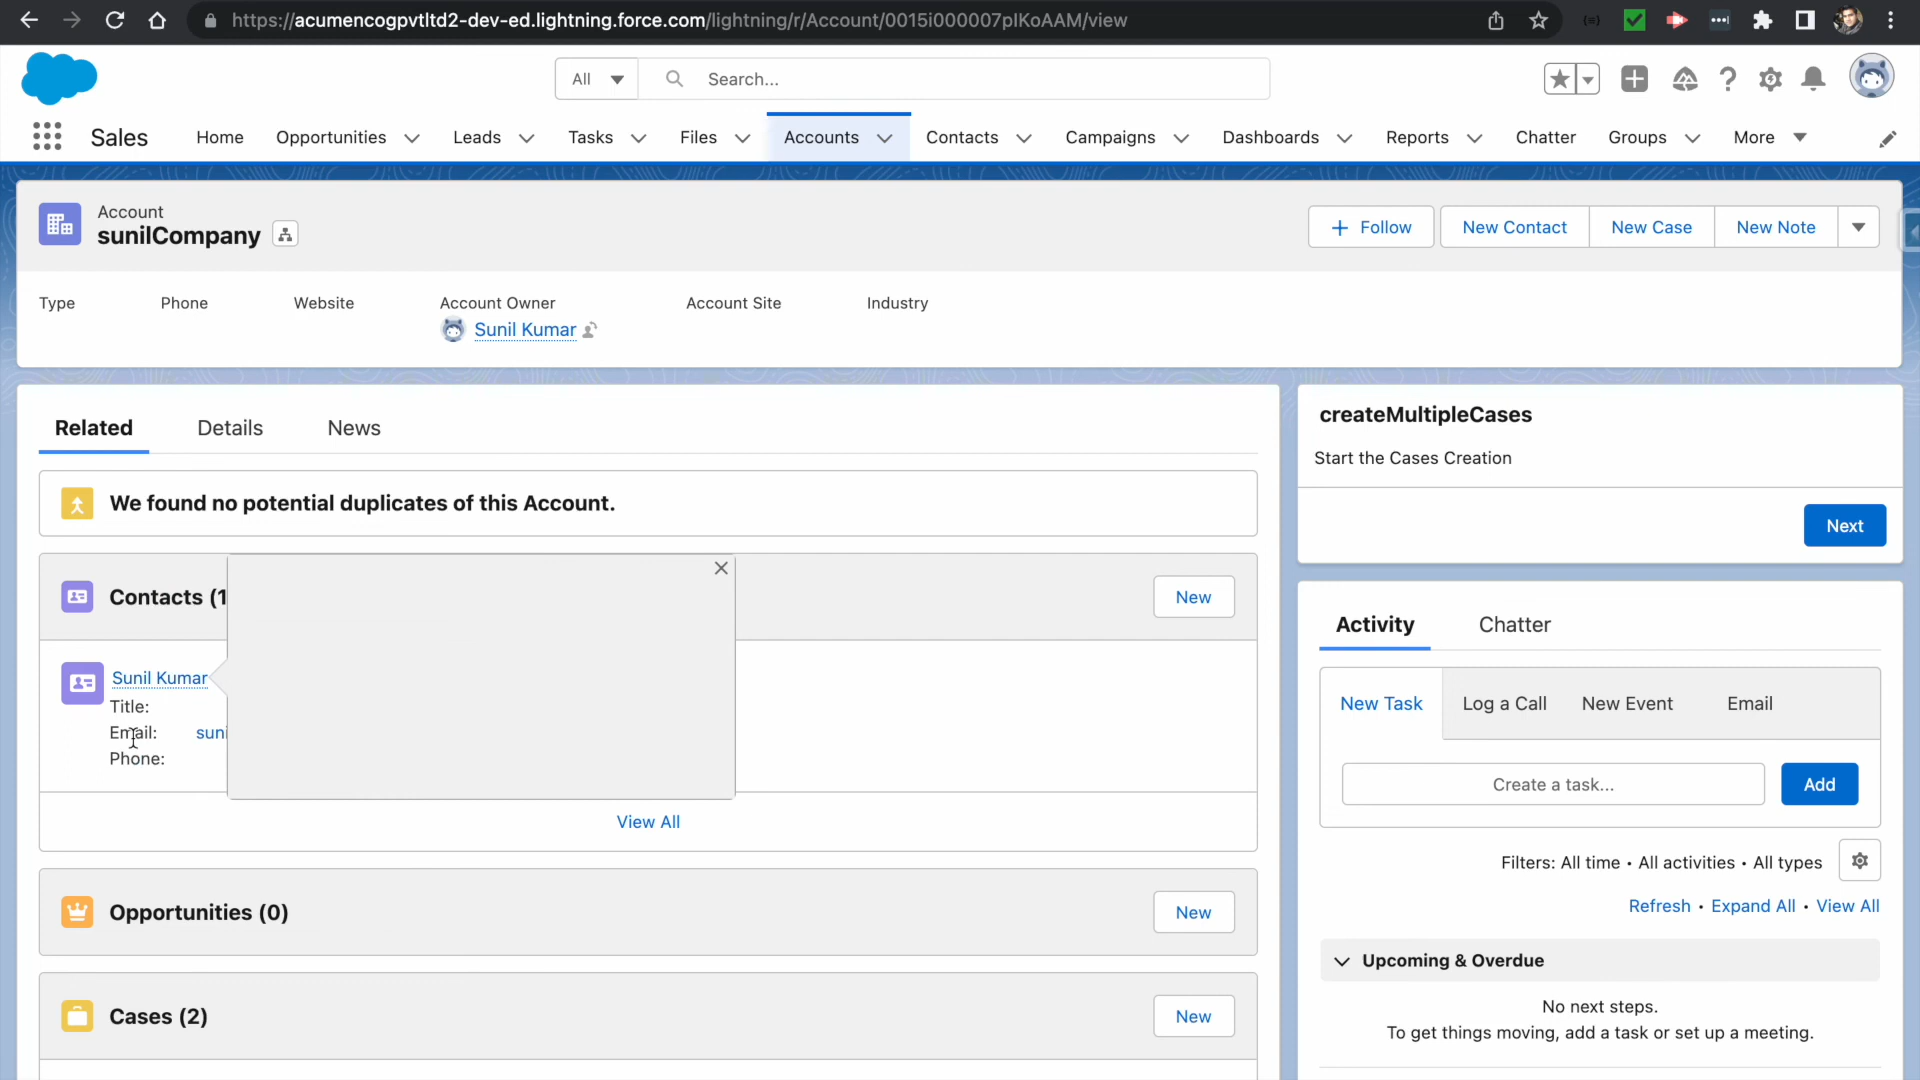 https://acumencogpvtltd2-dev-ed.lightning.force.com/lightning/r/Account/0015i000007pIKoAAM/view
All
Search...
Sales
Home
Opportunities
Leads
Tasks
Files
Accounts
Contacts
Campaigns
Dashboards
Reports
Chatter
Groups
More
Account
sunilCompany
Follow
New Contact
New Case
New Note
Type
Phone
Website
Account Owner
Account Site
Industry
Sunil Kumar
Related
Details
News
We found no potential duplicates of this Account.
Contacts (1
New
Sunil Kumar
Title:
Email:
suni
Phone:
View All
Opportunities (0)
New
Cases (2)
New
createMultipleCases
Start the Cases Creation
Next
Activity
Chatter
New Task
Log a Call
New Event
Email
Create a task...
Add
Filters: All time • All activities • All types
Refresh • Expand All • View All
Upcoming & Overdue
No next steps.
To get things moving, add a task or set up a meeting.